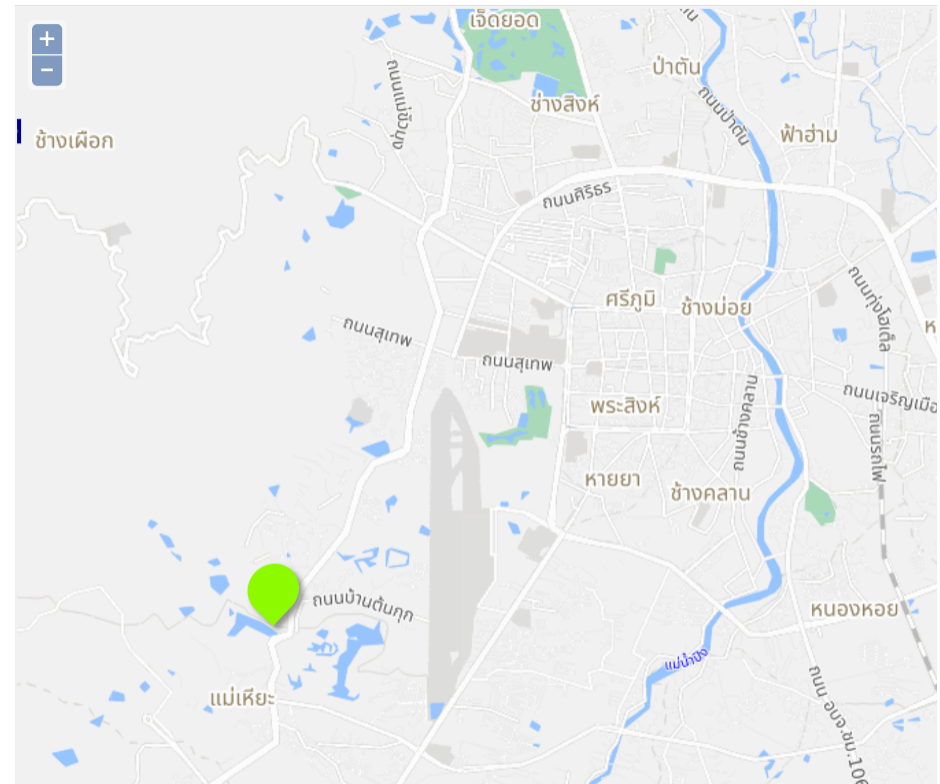 +
−
เจ็ดยอด
ป่าตัน
ช่างสิงห์
ถนนป่าตัน
ฟ้าฮ่าม
ช้างเผือก
ถนนศิริธร
ศรีภูมิ
ช้างม่อย
ถนนทุ่งโฮเต็ล
ห
ถนนสุเทพ
ถนนสุเทพ
พระสิงห์
ถนนช้างคลาน
ถนนเจริญเมือ
ถนนรถไฟ
หายยา
ช้างคลาน
ถนนบ้านต้นกุก
หนองหอย
แม่น้ำปิง
แม่เหียะ
ถนน อบจ.ชม. 106